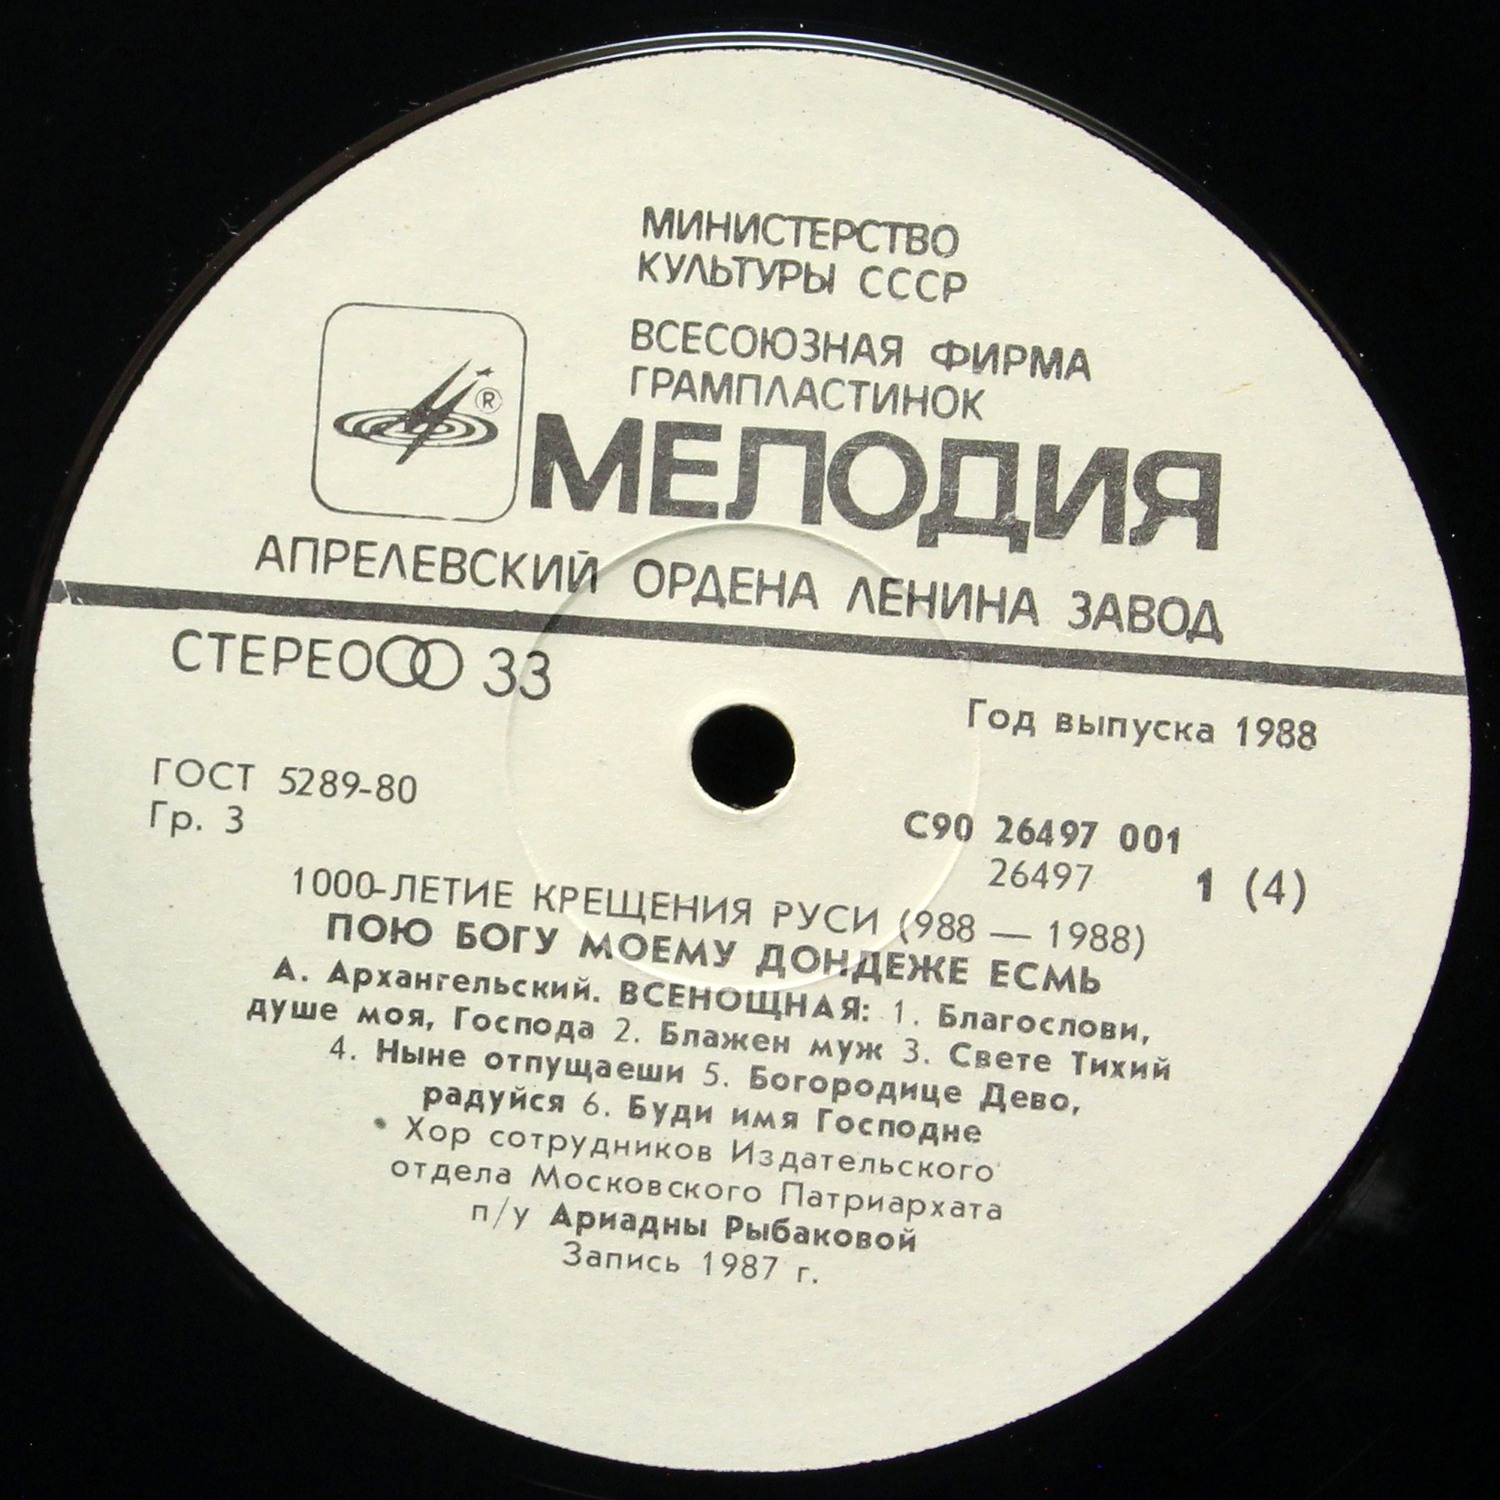 МИНИСТЕРСТВО
КУЛЬТУРЫ СССР
ВСЕСОЮЗНАЯ ФИРМА
ГРАМПЛАСТИНОК
®
МЕЛОДИЯ
АПРЕЛЕВСКИЙ ОРДЕНА ЛЕНИНА ЗАВОД
СТЕРЕО 33
Год выпуска 1988
ГОСТ 5289-80
Гр. 3
С90 26497 001
26497
1 (4)
1000-ЛЕТИЕ КРЕЩЕНИЯ РУСИ (988 — 1988)
ПОЮ БОГУ МОЕМУ ДОНДЕЖЕ ЕСМЬ
А. Архангельский. ВСЕНОЩНАЯ: 1. Благослови,
душе моя, Господа 2. Блажен муж 3. Свете Тихий
4. Ныне отпущаеши 5. Богородице Дево,
радуйся 6. Буди имя Господне
Хор сотрудников Издательского
отдела Московского Патриархата
п/у Ариадны Рыбаковой
Запись 1987 г.